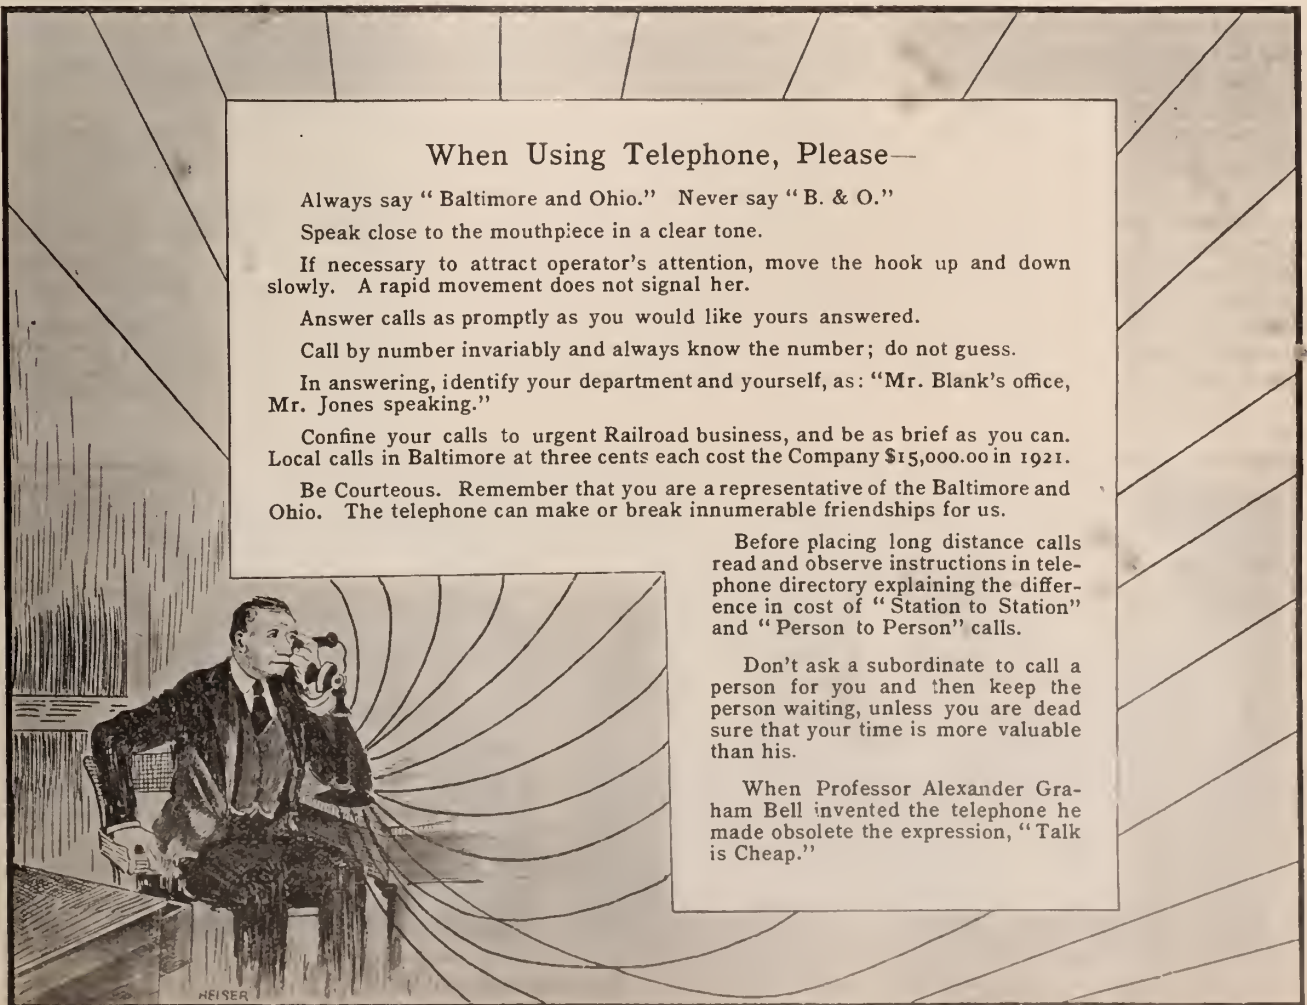 When Using Telephone, Please—
Always say “ Baltimore and Ohio.” Never say “ B. & O.”
Speak close to the mouthpiece in a clear tone.
If necessary to attract operator’s attention, move the hook up and down
slowly. A rapid movement does not signal her.
Answer calls as promptly as you would like yours answered.
Call by number invariably and always know the number; do not guess.
In answering, identify your department and yourself, as: “Mr. Blank’s office,
Mr. Jones speaking.”
Confine your calls to urgent Railroad business, and be as brief as you can.
Local calls in Baltimore at three cents each cost the Company $15,000.00 in 1921.
Be Courteous. Remember that you are a representative of the Baltimore and
Ohio. The telephone can make or break innumerable friendships for us.
Before placing long distance calls
read and observe instructions in tele-
phone directory explaining the differ-
ence in cost of “ Station to Station”
and “ Person to Person” calls.
Don’t ask a subordinate to call a
person for you and then keep the
person waiting, unless you are dead
sure that your time is more valuable
than his.
When Professor Alexander Gra-
ham Bell invented the telephone he
made obsolete the expression, “ Talk
is Cheap.”
HEISER